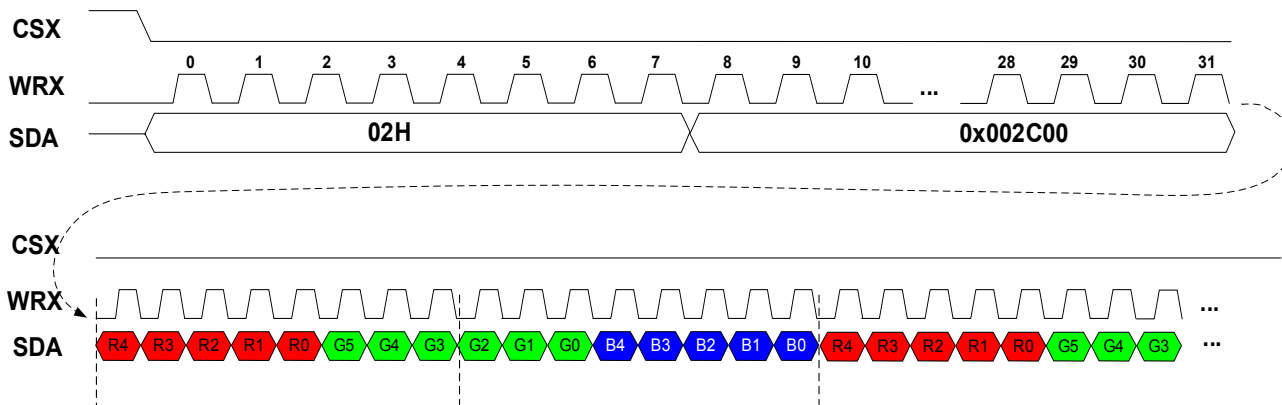 CSX
0 1 2 3 4 5 6 7 8 9 10 28 29 30 31
WRX ...
SDA 02H 0x002C00
CSX
WRX ...
SDA R4 R3 R2 R1 R0 G5 G4 G3 G2 G1 G0 B4 B3 B2 B1 B0 R4 R3 R2 R1 R0 G5 G4 G3 ...